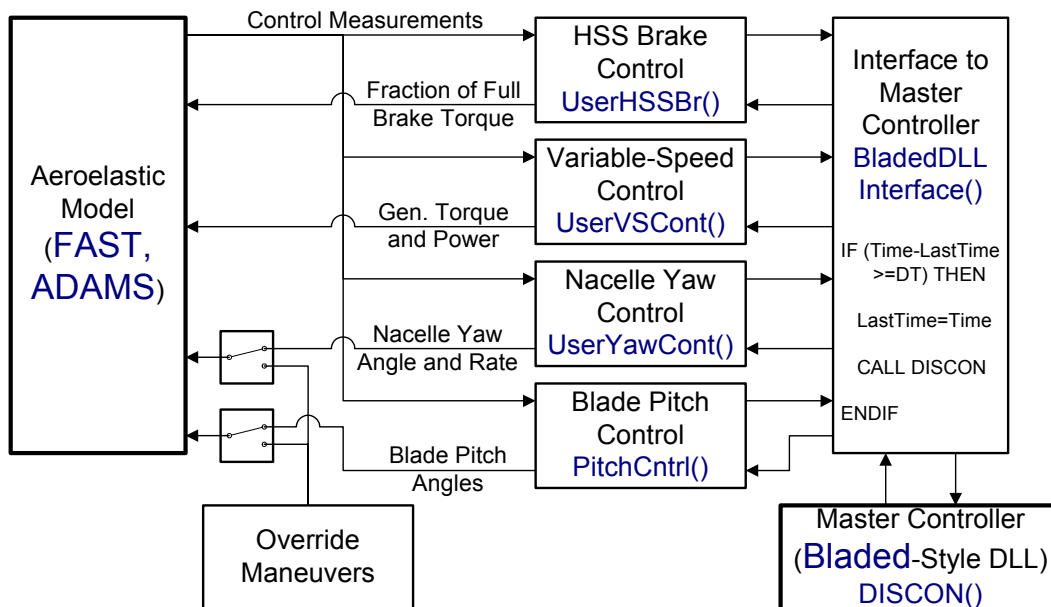 Control Measurements
HSS Brake
Control
UserHSSBr()
Fraction of Full
Brake Torque
Interface to
Master
Controller
BladedDLL
Interface()
Aeroelastic
Model
(FAST,
ADAMS)
Variable-Speed
Control
UserVSCont()
Gen. Torque
and Power
IF (Time-LastTime
>=DT) THEN
LastTime=Time
CALL DISCON
ENDIF
Nacelle Yaw
Control
UserYawCont()
Nacelle Yaw
Angle and Rate
Blade Pitch
Control
PitchCntrl()
Blade Pitch
Angles
Override
Maneuvers
Master Controller
(Bladed-Style DLL)
DISCON()